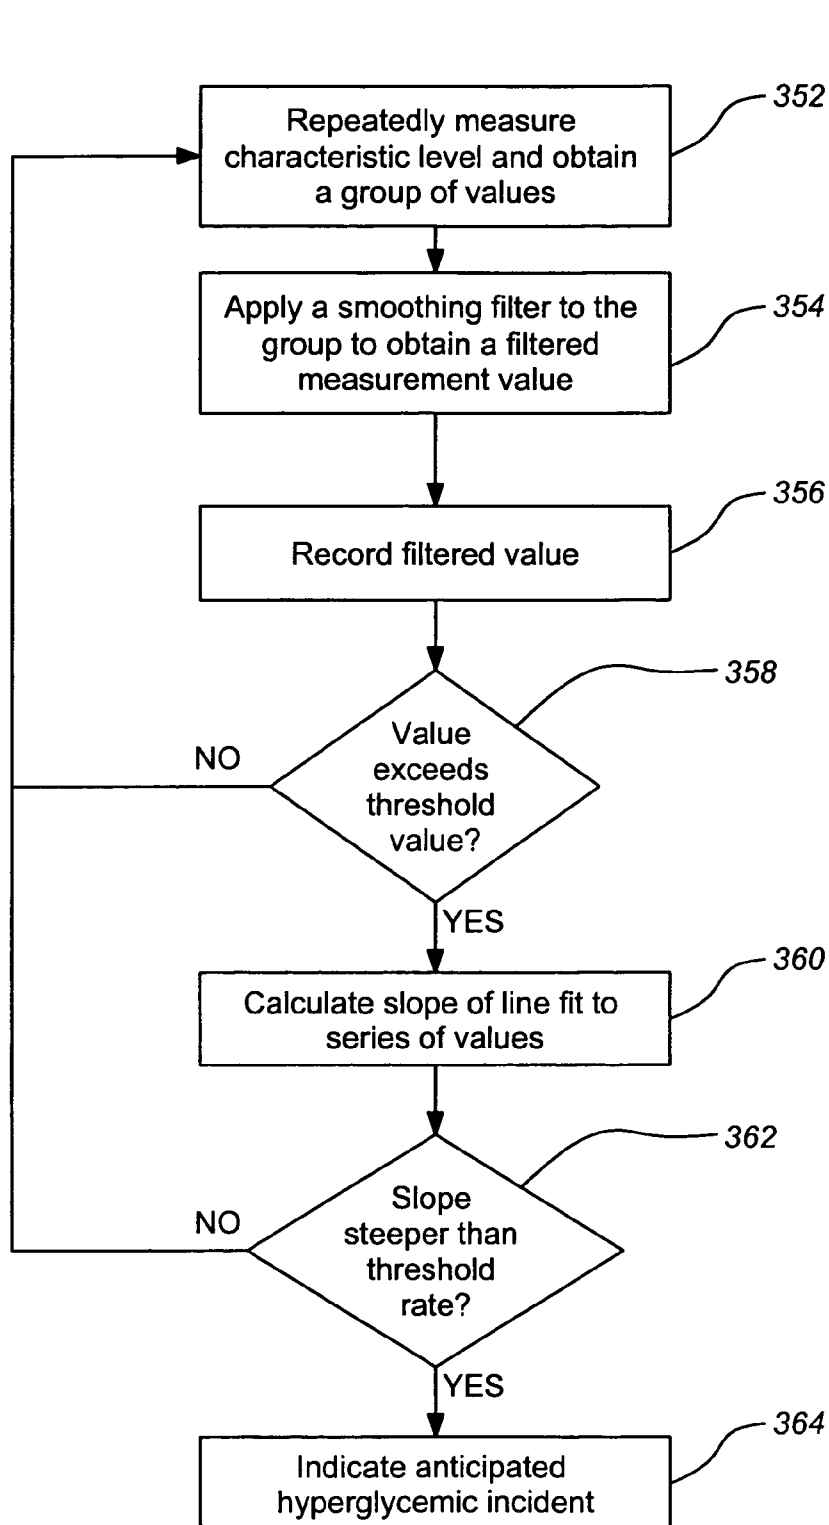 352
Repeatedly measure
characteristic level and obtain
a group of values
354
Apply a smoothing filter to the
group to obtain a filtered
measurement value
356
Record filtered value
358
Value
exceeds
threshold
value?
NO
YES
360
Calculate slope of line fit to
series of values
362
Slope
steeper than
threshold
rate?
NO
YES
364
Indicate anticipated
hyperglycemic incident